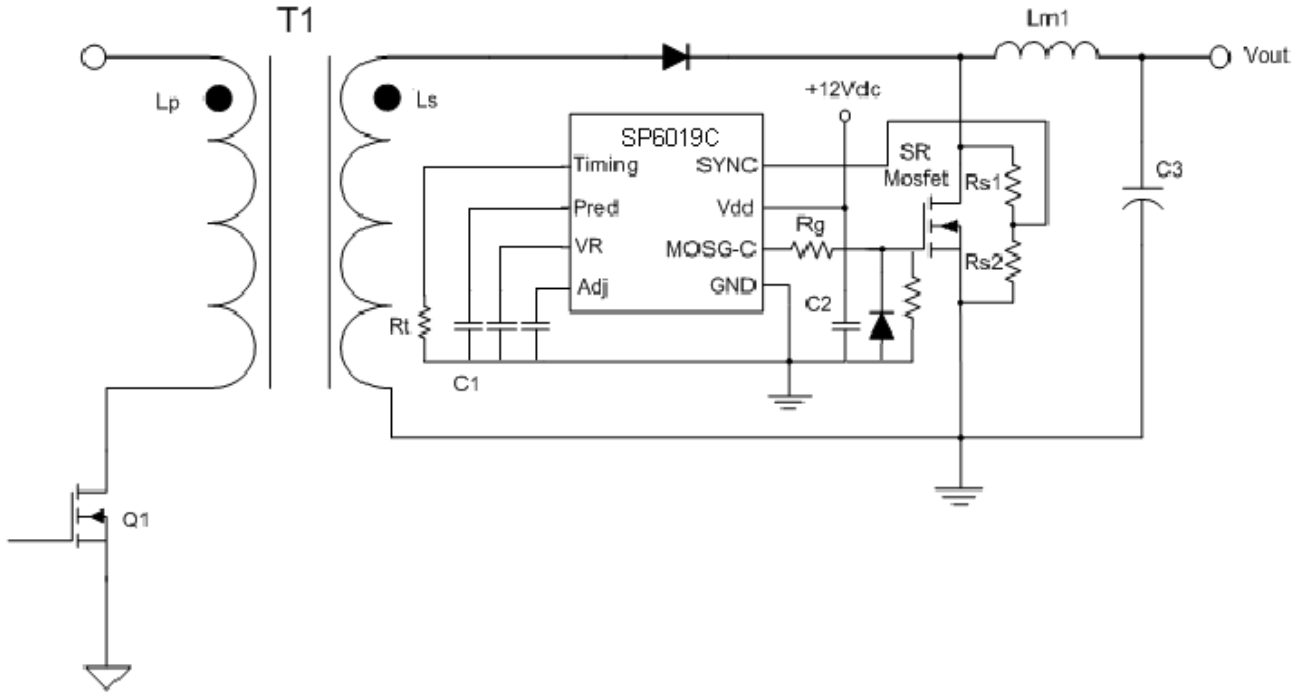 T1
Lm1
Vout
Lp
Ls
+12Vdc
SP6019C
Timing
SYNC
SR
Mosfet
Rs1
C3
Pred
Vdd
Rg
VR
MOSG-C
Rs2
Adj
GND
C2
Rt
C1
Q1